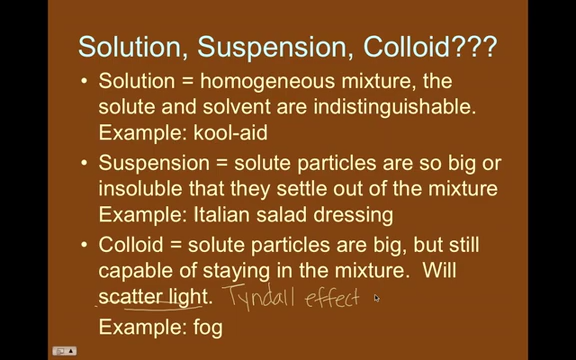 Solution, Suspension, Colloid???
• Solution = homogeneous mixture, the
solute and solvent are indistinguishable.
Example: kool-aid
• Suspension = solute particles are so big or
insoluble that they settle out of the mixture
Example: Italian salad dressing
• Colloid = solute particles are big, but still
capable of staying in the mixture. Will
scatter light. Tyndall effect
Example: fog